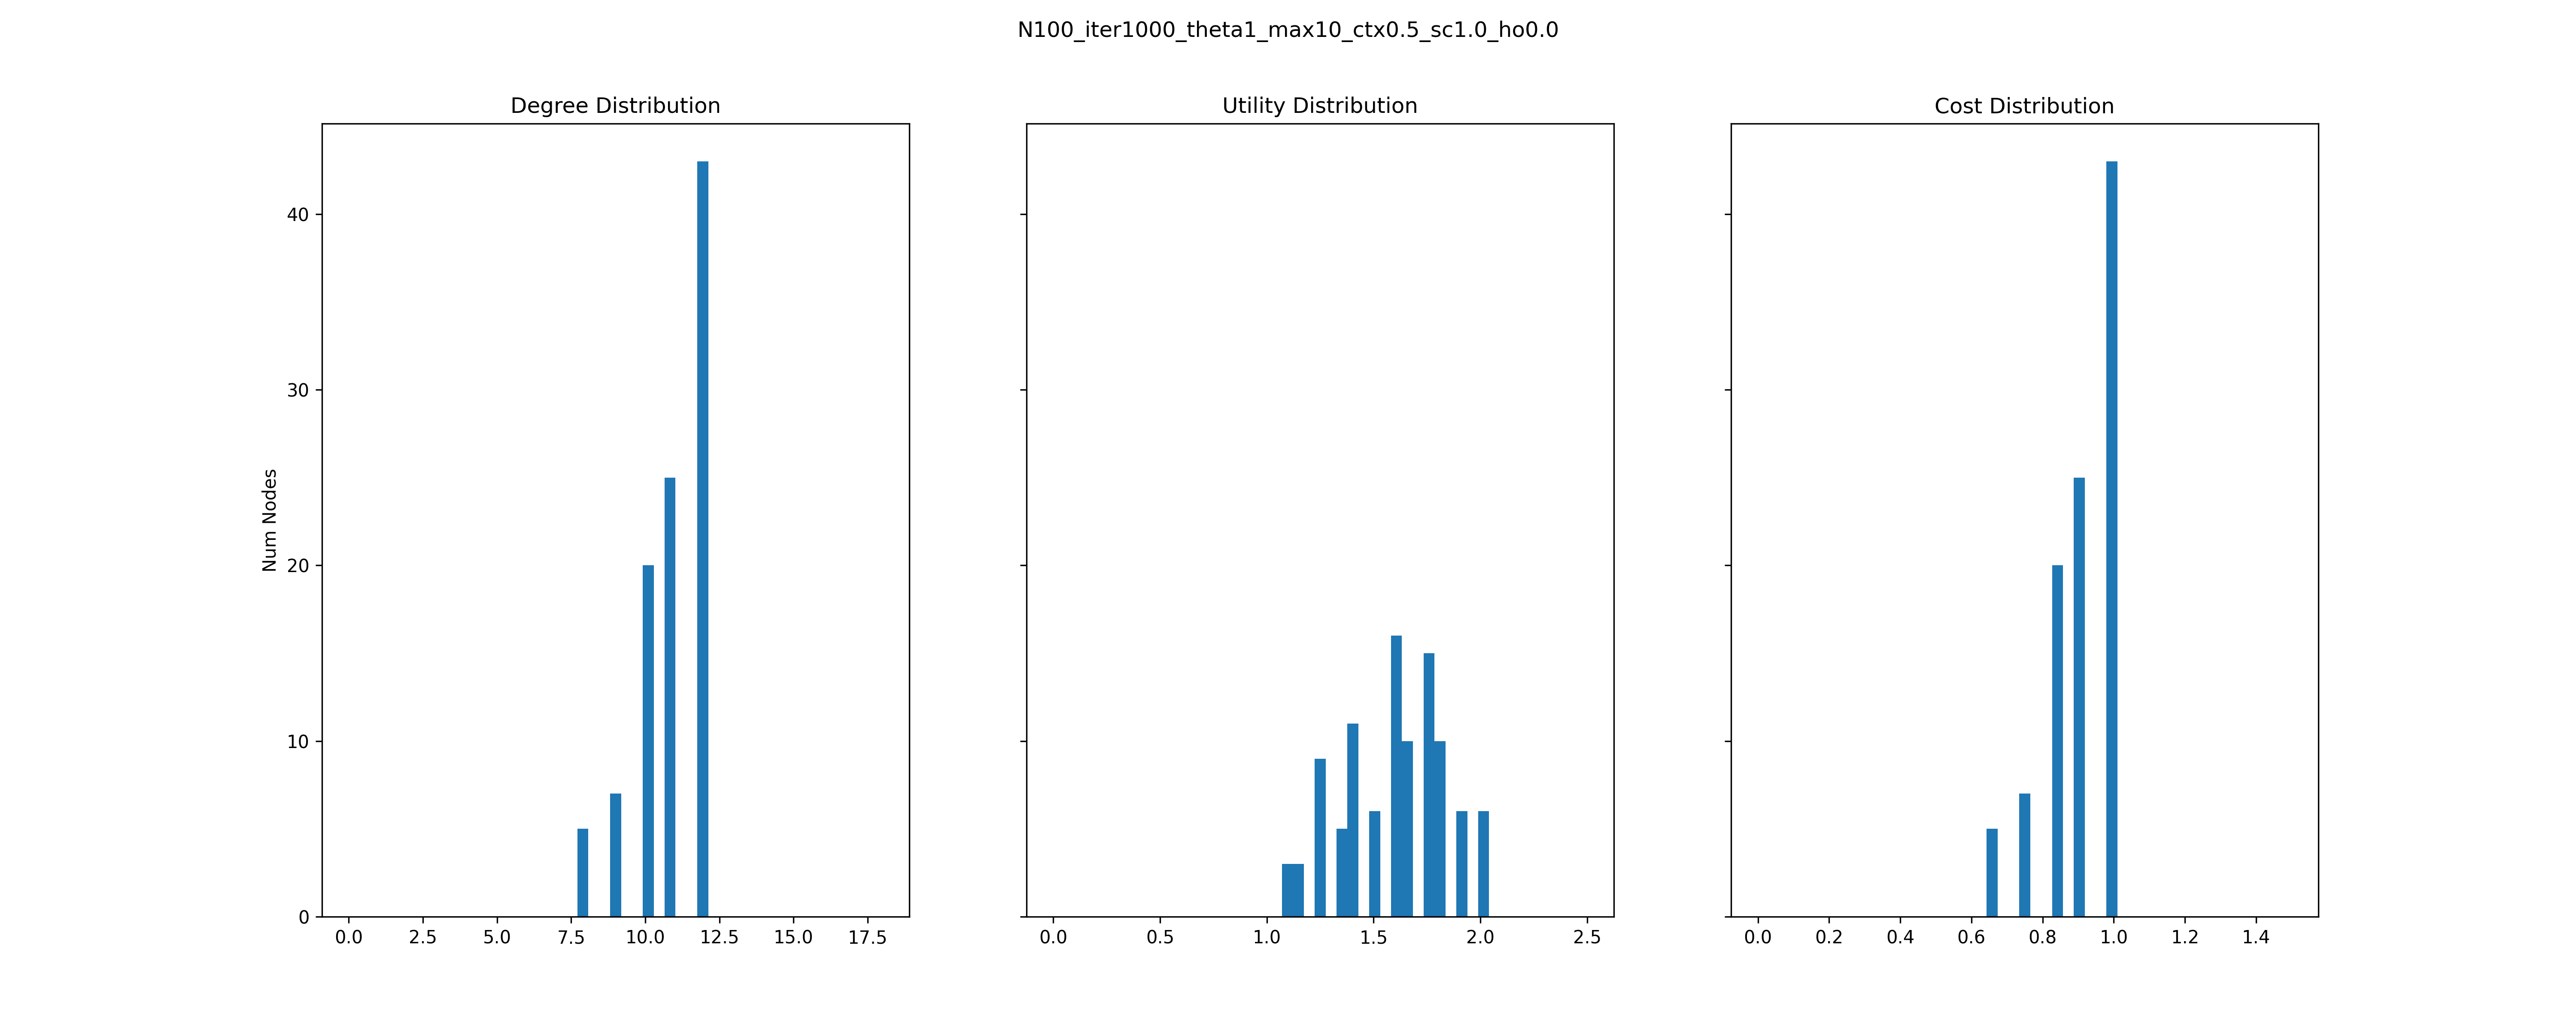 N100_iter1000_theta1_max10_ctx0.5_sc1.0_ho0.0
Degree Distribution
Utility Distribution
Cost Distribution
Num Nodes
40
30
20
10
0
0.0 2.5 5.0 7.5 10.0 12.5 15.0 17.5
0.0 0.5 1.0 1.5 2.0 2.5
0.0 0.2 0.4 0.6 0.8 1.0 1.2 1.4